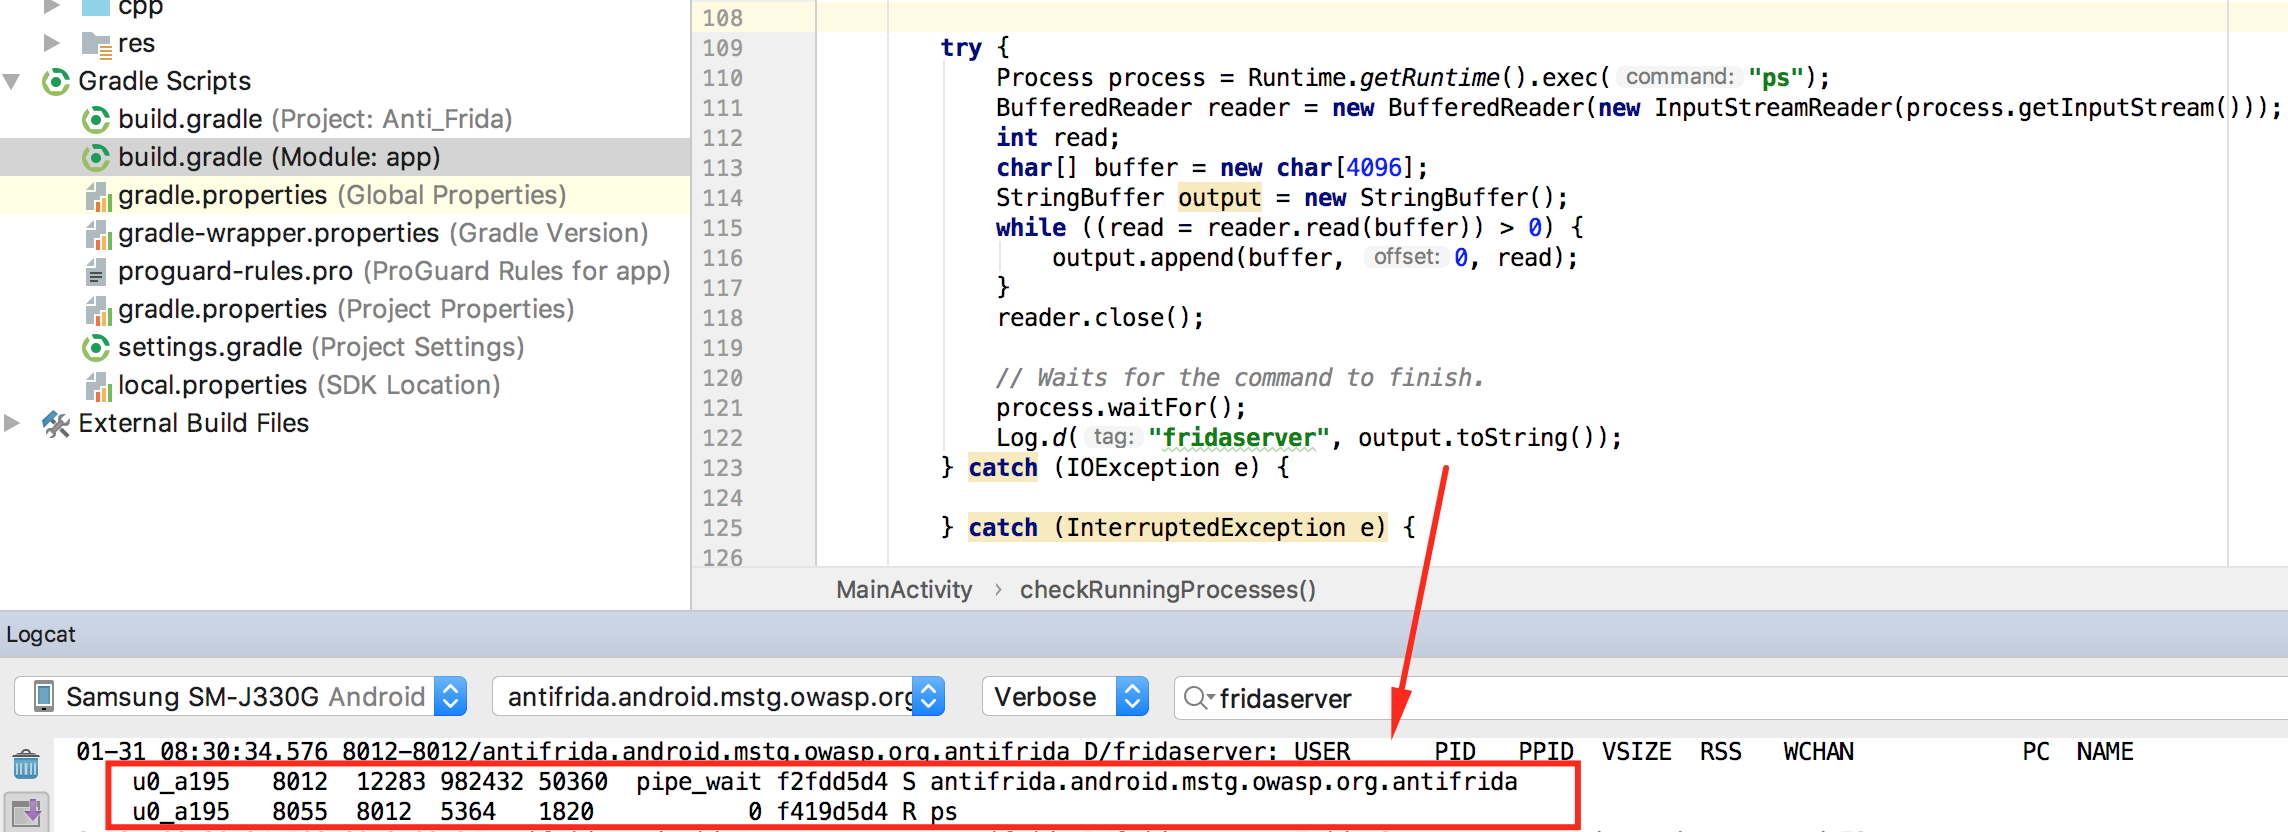 cpp
res
Gradle Scripts
build.gradle (Project: Anti_Frida)
build.gradle (Module: app)
gradle.properties (Global Properties)
gradle-wrapper.properties (Gradle Version)
proguard-rules.pro (ProGuard Rules for app)
gradle.properties (Project Properties)
settings.gradle (Project Settings)
local.properties (SDK Location)
External Build Files
108
109 try {
110 Process process = Runtime.getRuntime().exec( command: "ps");
111 BufferedReader reader = new BufferedReader(new InputStreamReader(process.getInputStream()));
112 int read;
113 char[] buffer = new char[4096];
114 StringBuffer output = new StringBuffer();
115 while ((read = reader.read(buffer)) > 0) {
116 output.append(buffer, offset: 0, read);
117 }
118 reader.close();
119
120 // Waits for the command to finish.
121 process.waitFor();
122 Log.d( tag: "fridaserver", output.toString());
123 } catch (IOException e) {
124
125 } catch (InterruptedException e) {
126
MainActivity › checkRunningProcesses()
Logcat
Samsung SM-J330G Android
antifrida.android.mstg.owasp.org
Verbose
fridaserver
01-31 08:30:34.576 8012-8012/antifrida.android.mstg.owasp.org.antifrida D/fridaserver: USER PID PPID VSIZE RSS WCHAN PC NAME
u0_a195 8012 12283 982432 50360 pipe_wait f2fdd5d4 S antifrida.android.mstg.owasp.org.antifrida
u0_a195 8055 8012 5364 1820 0 f419d5d4 R ps